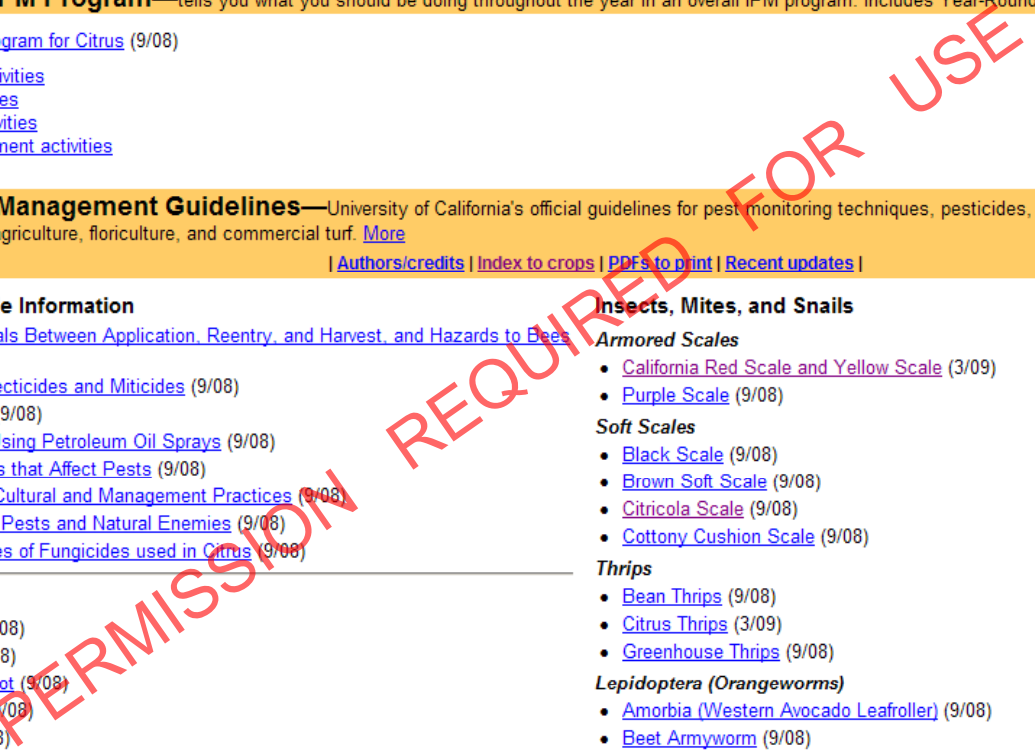 PM Program—tells you what you should be doing throughout the year in an overall IPM program. Includes Year-Round
gram for Citrus (9/08)
ivities
es
vities
ment activities
Management Guidelines—University of California's official guidelines for pest monitoring techniques, pesticides,
griculture, floriculture, and commercial turf. More
| Authors/credits | Index to crops | PDFs to print | Recent updates |
e Information
als Between Application, Reentry, and Harvest, and Hazards to Bees
ecticides and Miticides (9/08)
9/08)
Using Petroleum Oil Sprays (9/08)
s that Affect Pests (9/08)
Cultural and Management Practices (9/08)
Pests and Natural Enemies (9/08)
es of Fungicides used in Citrus (9/08)
08)
8)
ot (9/08)
/08)
8)
Insects, Mites, and Snails
Armored Scales
• California Red Scale and Yellow Scale (3/09)
• Purple Scale (9/08)
Soft Scales
• Black Scale (9/08)
• Brown Soft Scale (9/08)
• Citricola Scale (9/08)
• Cottony Cushion Scale (9/08)
Thrips
• Bean Thrips (9/08)
• Citrus Thrips (3/09)
• Greenhouse Thrips (9/08)
Lepidoptera (Orangeworms)
• Amorbia (Western Avocado Leafroller) (9/08)
• Beet Armyworm (9/08)
PERMISSION REQUIRED FOR USE